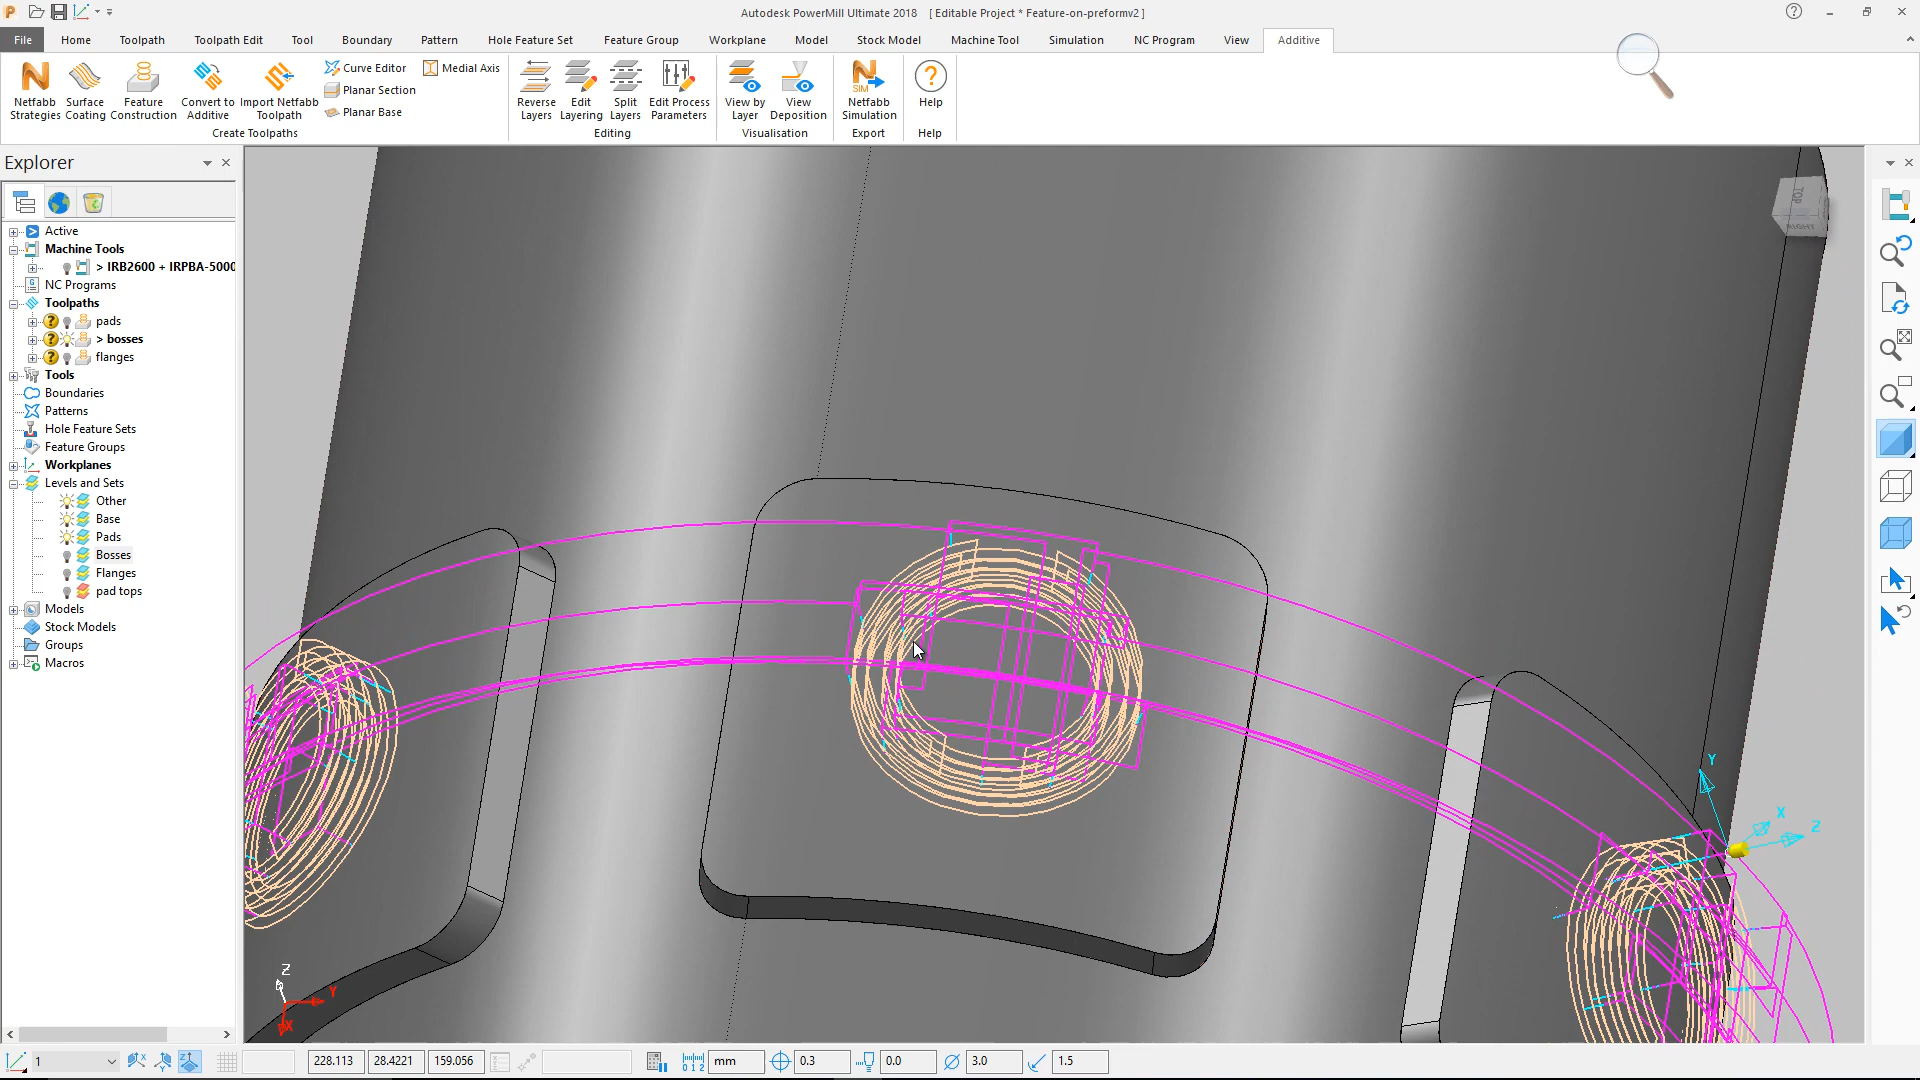 Autodesk PowerMill Ultimate 2018 [ Editable Project * Feature-on-preformv2 ]
File Home Toolpath Toolpath Edit Tool Boundary Pattern Hole Feature Set Feature Group Workplane Model Stock Model Machine Tool Simulation NC Program View Additive
Netfabb Strategies
Surface Coating
Feature Construction
Convert to Additive
Import Netfabb Toolpath
Curve Editor
Medial Axis
Planar Section
Planar Base
Create Toolpaths
Reverse Layers
Edit Layering
Split Layers
Edit Process Parameters
Editing
View by Layer
View Deposition
Visualisation
SIM
Netfabb Simulation
Export
Help
Help
Explorer
Active
Machine Tools
> IRB2600 + IRPBA-5000
NC Programs
Toolpaths
pads
> bosses
flanges
Tools
Boundaries
Patterns
Hole Feature Sets
Feature Groups
Workplanes
Levels and Sets
Other
Base
Pads
Bosses
Flanges
pad tops
Models
Stock Models
Groups
Macros
TOP
RIGHT
Y
X
Z
Z
Y
X
1 228.113 28.4221 159.056 mm 0.3 0.0 3.0 1.5